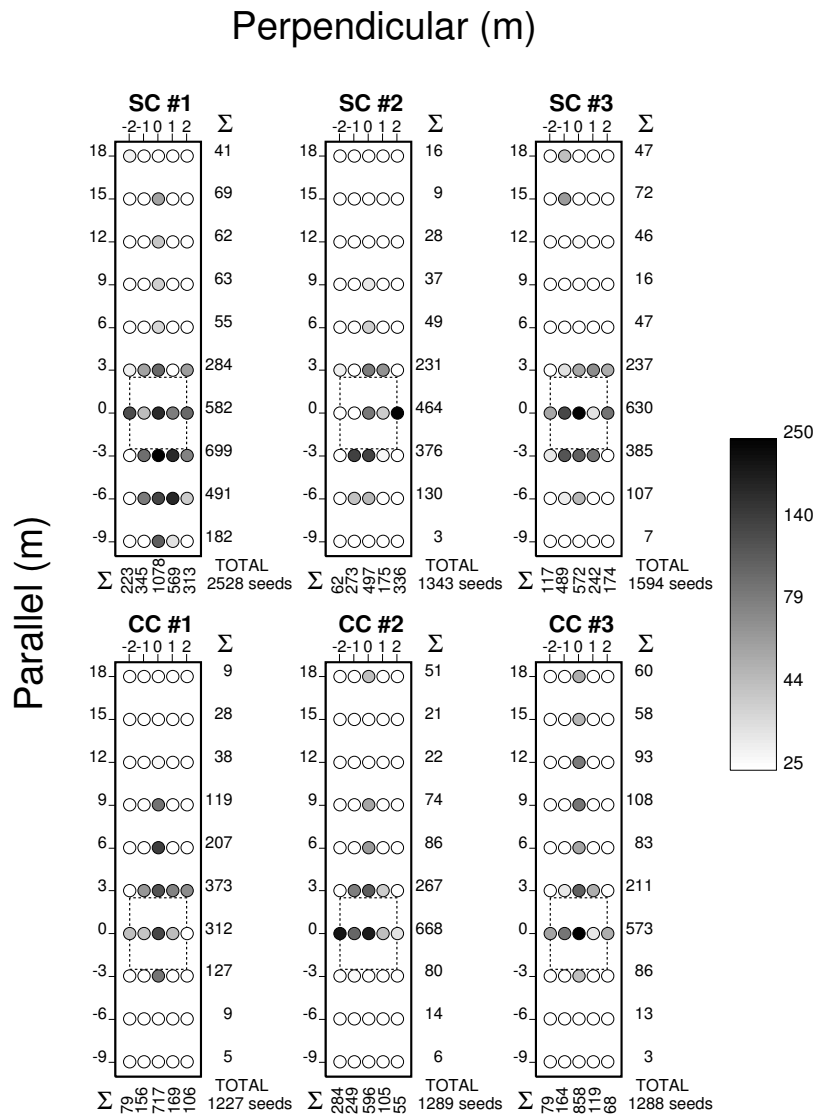 Perpendicular (m)
SC #1 SC #2 SC #3
-2 -1 0 1 2 Σ -2 -1 0 1 2 Σ -2 -1 0 1 2 Σ
18 41 18 16 18 47
15 69 15 9 15 72
12 62 12 28 12 46
9 63 9 37 9 16
6 55 6 49 6 47
3 284 3 231 3 237
0 582 0 464 0 630
-3 699 -3 376 -3 385
-6 491 -6 130 -6 107
-9 182 -9 3 -9 7
Σ 223 345 1078 569 313 TOTAL 2528 seeds
Σ 62 273 497 175 336 TOTAL 1343 seeds
Σ 117 489 572 242 174 TOTAL 1594 seeds
250
140
79
44
25
Parallel (m)
CC #1 CC #2 CC #3
-2 -1 0 1 2 Σ -2 -1 0 1 2 Σ -2 -1 0 1 2 Σ
18 9 18 51 18 60
15 28 15 21 15 58
12 38 12 22 12 93
9 119 9 74 9 108
6 207 6 86 6 83
3 373 3 267 3 211
0 312 0 668 0 573
-3 127 -3 80 -3 86
-6 9 -6 14 -6 13
-9 5 -9 6 -9 3
Σ 79 156 717 169 106 TOTAL 1227 seeds
Σ 284 249 596 105 55 TOTAL 1289 seeds
Σ 79 164 858 119 68 TOTAL 1288 seeds